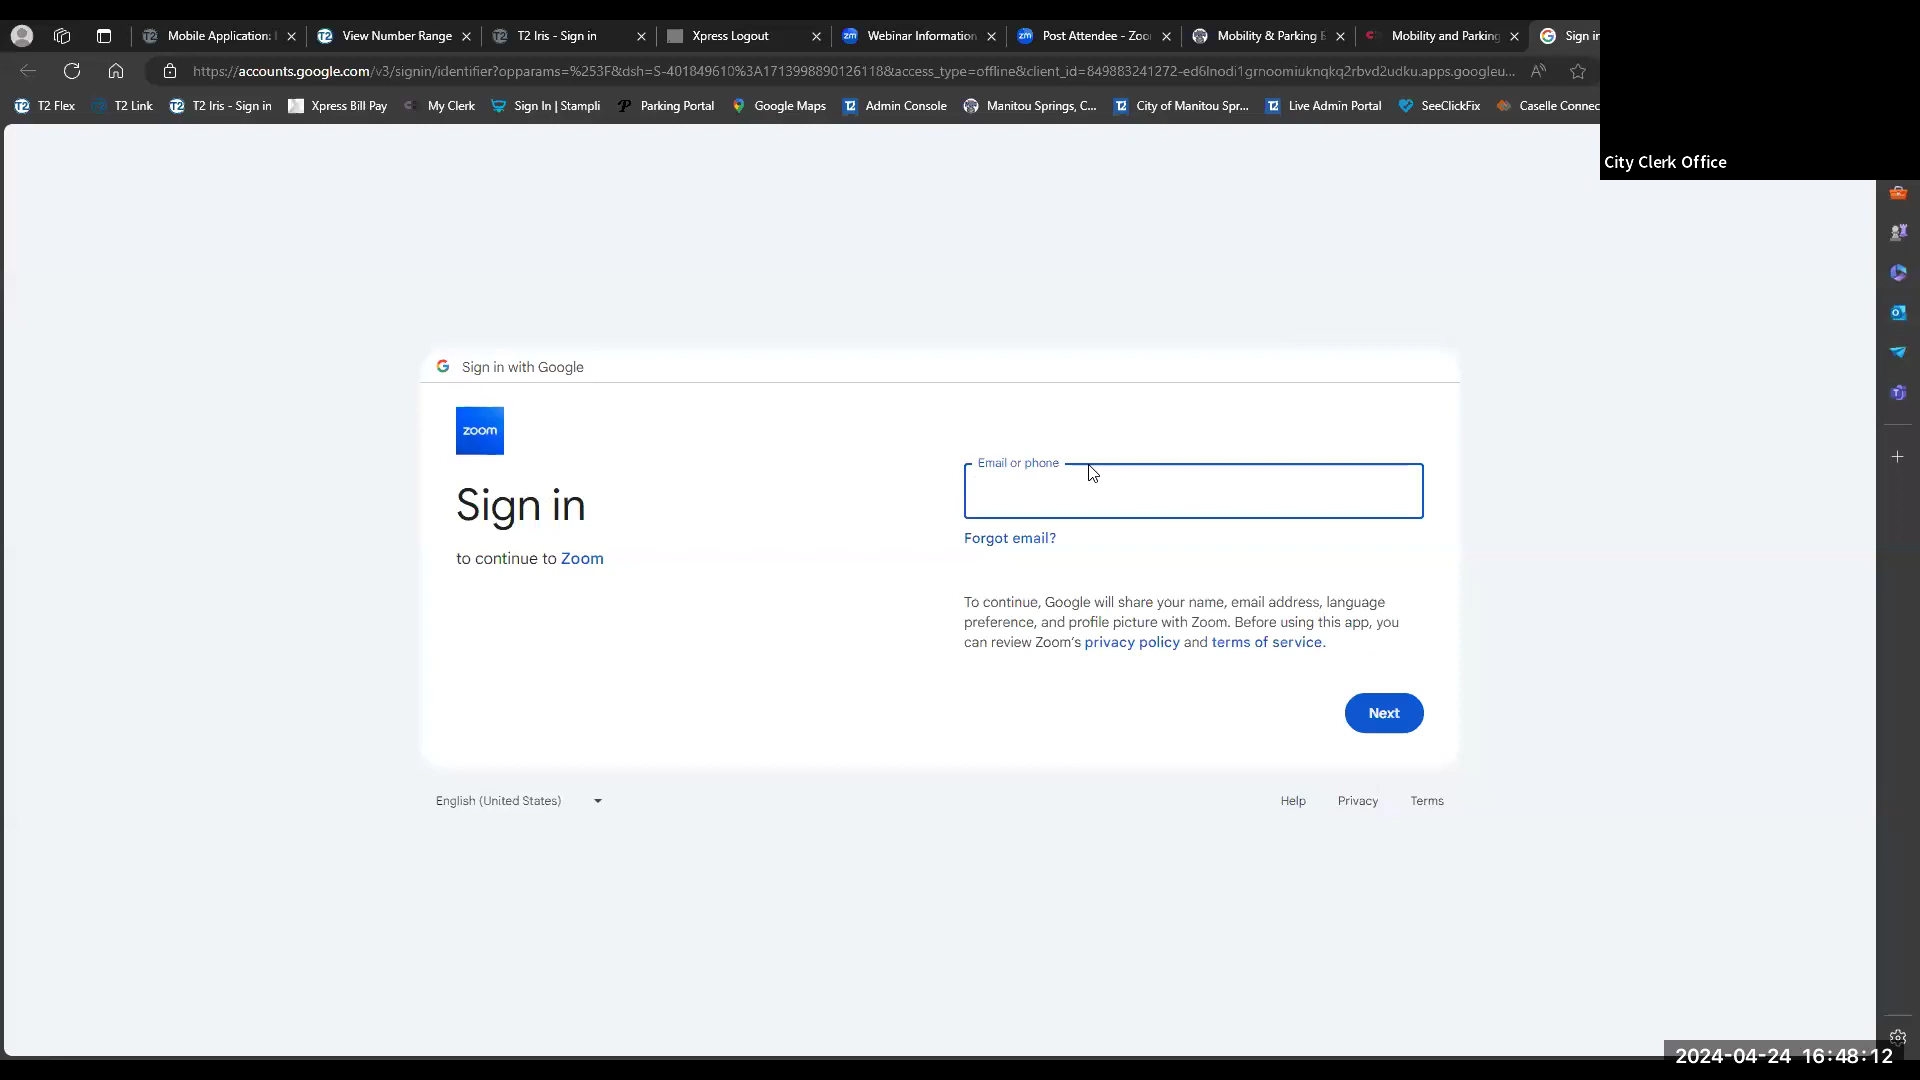 Mobile Application:
View Number Range
T2 Iris - Sign in
Xpress Logout
Webinar Information
Post Attendee - Zoo
Mobility & Parking
Mobility and Parking
Sign in
https://accounts.google.com/v3/signin/identifier?opparams=%253F&dsh=S-401849610%3A1713998890126118&access_type=offline&client_id=849883241272-ed6lnodi1grnoomiuknqkq2rbvd2udku.apps.googleu...
T2 Flex
T2 Link
T2 Iris - Sign in
Xpress Bill Pay
My Clerk
Sign In | Stampli
Parking Portal
Google Maps
Admin Console
Manitou Springs, C...
City of Manitou Spr...
Live Admin Portal
SeeClickFix
Caselle Connec
City Clerk Office
Sign in with Google
zoom
Sign in
to continue to Zoom
Email or phone
Forgot email?
To continue, Google will share your name, email address, language
preference, and profile picture with Zoom. Before using this app, you
can review Zoom's privacy policy and terms of service.
Next
English (United States)
Help
Privacy
Terms
2024-04-24 16:48:12